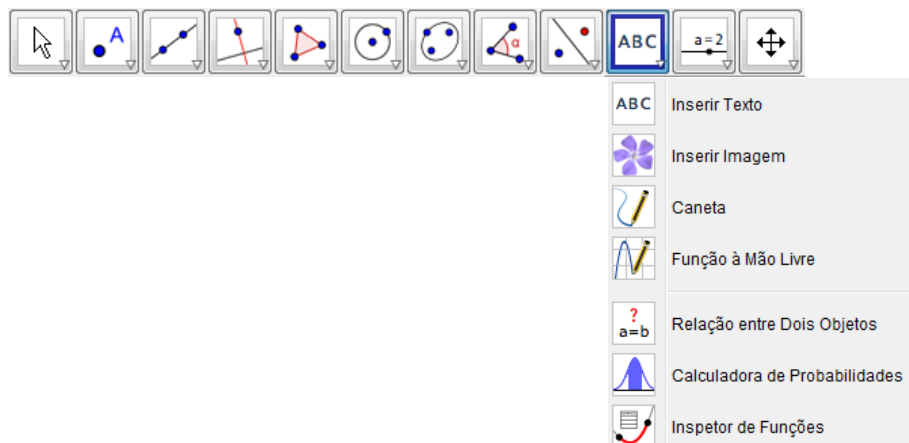 A
α
ABC
a=2
ABC Inserir Texto
Inserir Imagem
Caneta
Função à Mão Livre
?
a=b Relação entre Dois Objetos
Calculadora de Probabilidades
Inspetor de Funções